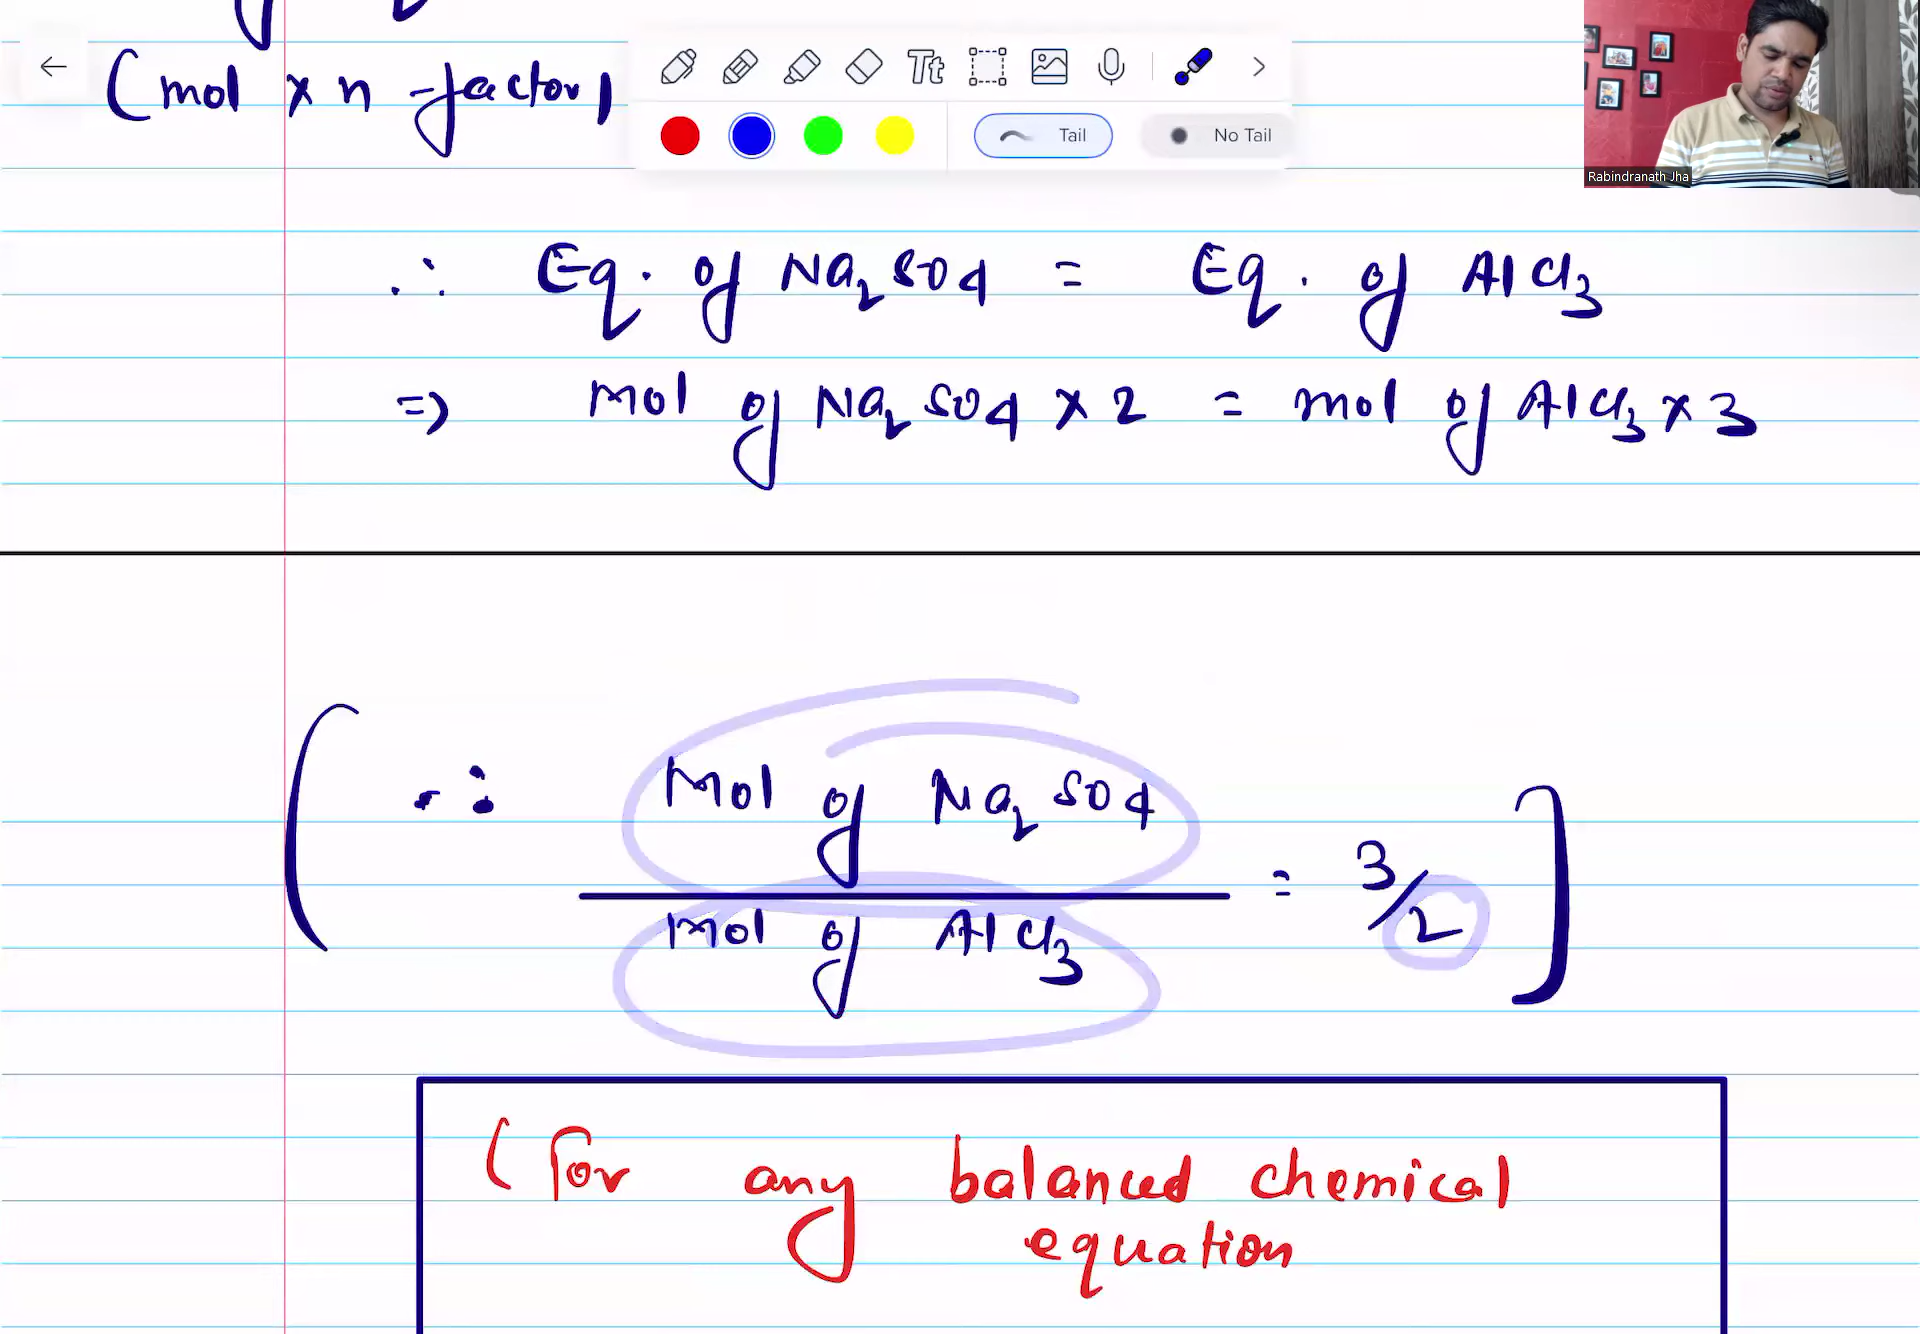 (mol x n-factor)
Tt
Tail
No Tail
Rabindranath Jha
∴ Eq. of Na₂SO₄ = Eq. of AlCl₃
=> Mol of Na₂SO₄ x 2 = mol of AlCl₃ x 3
∴ Mol of Na₂SO₄ / Mol of AlCl₃ = 3/2
(For any balanced chemical
equation